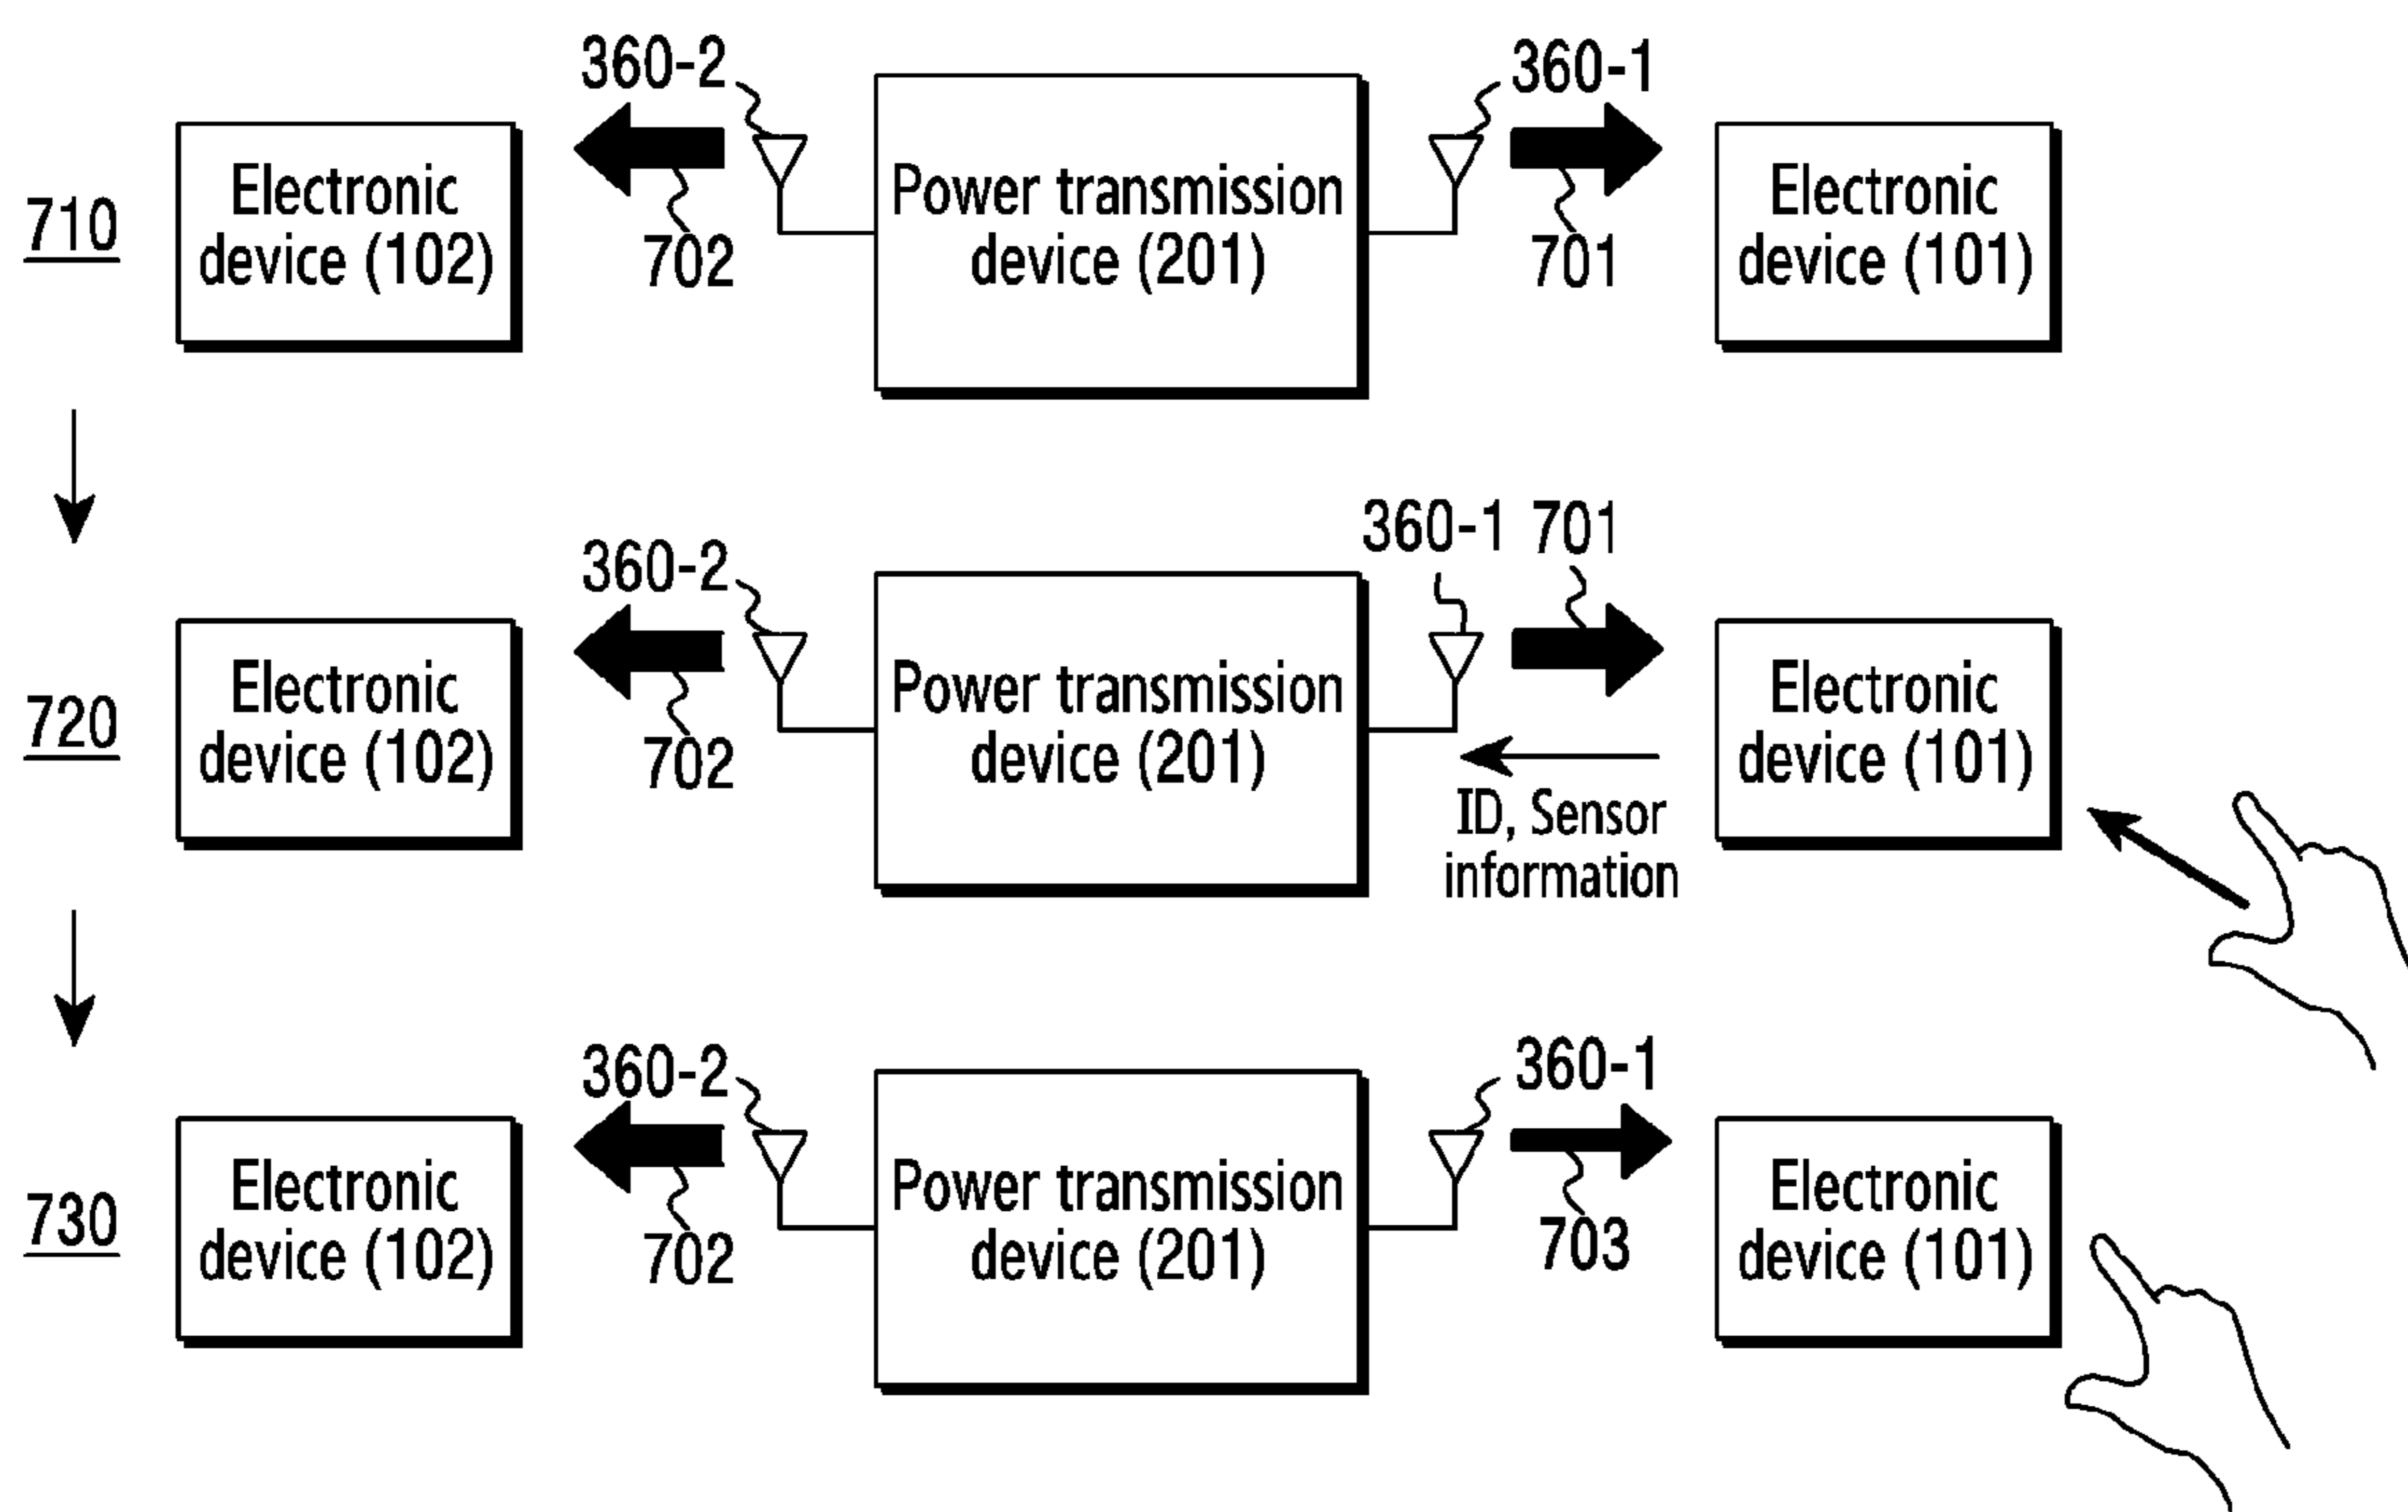 360-2
360-1
710
Electronic
device (102)
702
Power transmission
device (201)
701
Electronic
device (101)
360-1 701
360-2
720
Electronic
device (102)
702
Power transmission
device (201)
Electronic
device (101)
ID, Sensor
information
360-2
360-1
730
Electronic
device (102)
702
Power transmission
device (201)
703
Electronic
device (101)